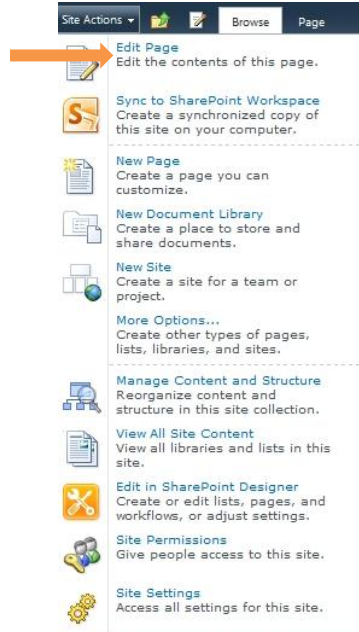 Site Actions Browse Page
Edit Page
Edit the contents of this page.
Sync to SharePoint Workspace
Create a synchronized copy of
this site on your computer.
New Page
Create a page you can
customize.
New Document Library
Create a place to store and
share documents.
New Site
Create a site for a team or
project.
More Options...
Create other types of pages,
lists, libraries, and sites.
Manage Content and Structure
Reorganize content and
structure in this site collection.
View All Site Content
View all libraries and lists in this
site.
Edit in SharePoint Designer
Create or edit lists, pages, and
workflows, or adjust settings.
Site Permissions
Give people access to this site.
Site Settings
Access all settings for this site.